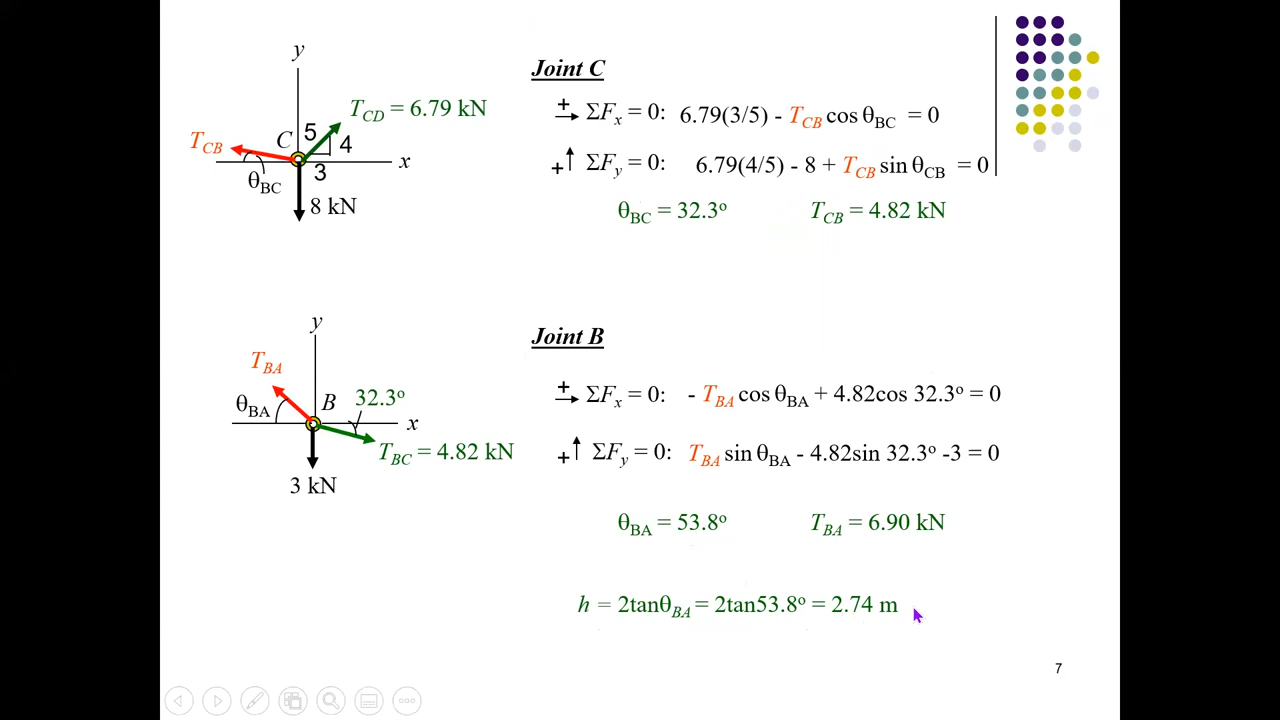 y
T_CD = 6.79 kN
T_CB
C
5
4
3
x
θ_BC
8 kN
Joint C
+→ ΣF_x = 0: 6.79(3/5) - T_CB cos θ_BC = 0
+↑ ΣF_y = 0: 6.79(4/5) - 8 + T_CB sin θ_CB = 0
θ_BC = 32.3° T_CB = 4.82 kN
y
T_BA
θ_BA
B
32.3°
x
T_BC = 4.82 kN
3 kN
Joint B
+→ ΣF_x = 0: - T_BA cos θ_BA + 4.82cos 32.3° = 0
+↑ ΣF_y = 0: T_BA sin θ_BA - 4.82sin 32.3° -3 = 0
θ_BA = 53.8° T_BA = 6.90 kN
h = 2tanθ_BA = 2tan53.8° = 2.74 m
7